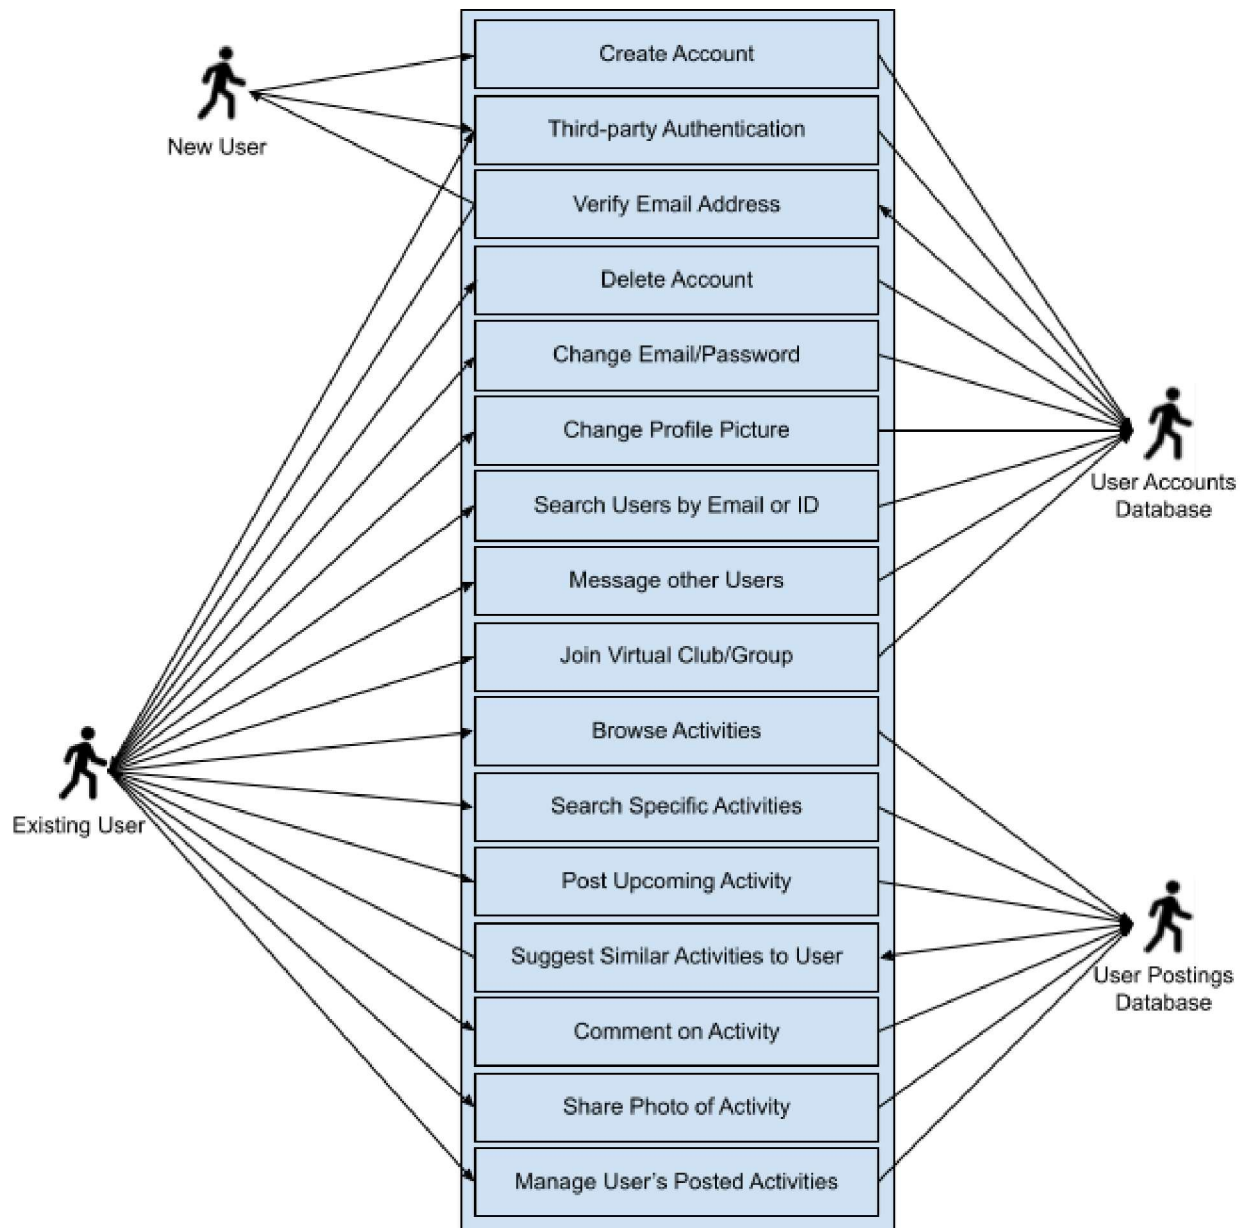 Create Account
New User
Third-party Authentication
Verify Email Address
Delete Account
Change Email/Password
Change Profile Picture
User Accounts
Database
Search Users by Email or ID
Message other Users
Join Virtual Club/Group
Browse Activities
Existing User
Search Specific Activities
Post Upcoming Activity
Suggest Similar Activities to User
User Postings
Database
Comment on Activity
Share Photo of Activity
Manage User's Posted Activities